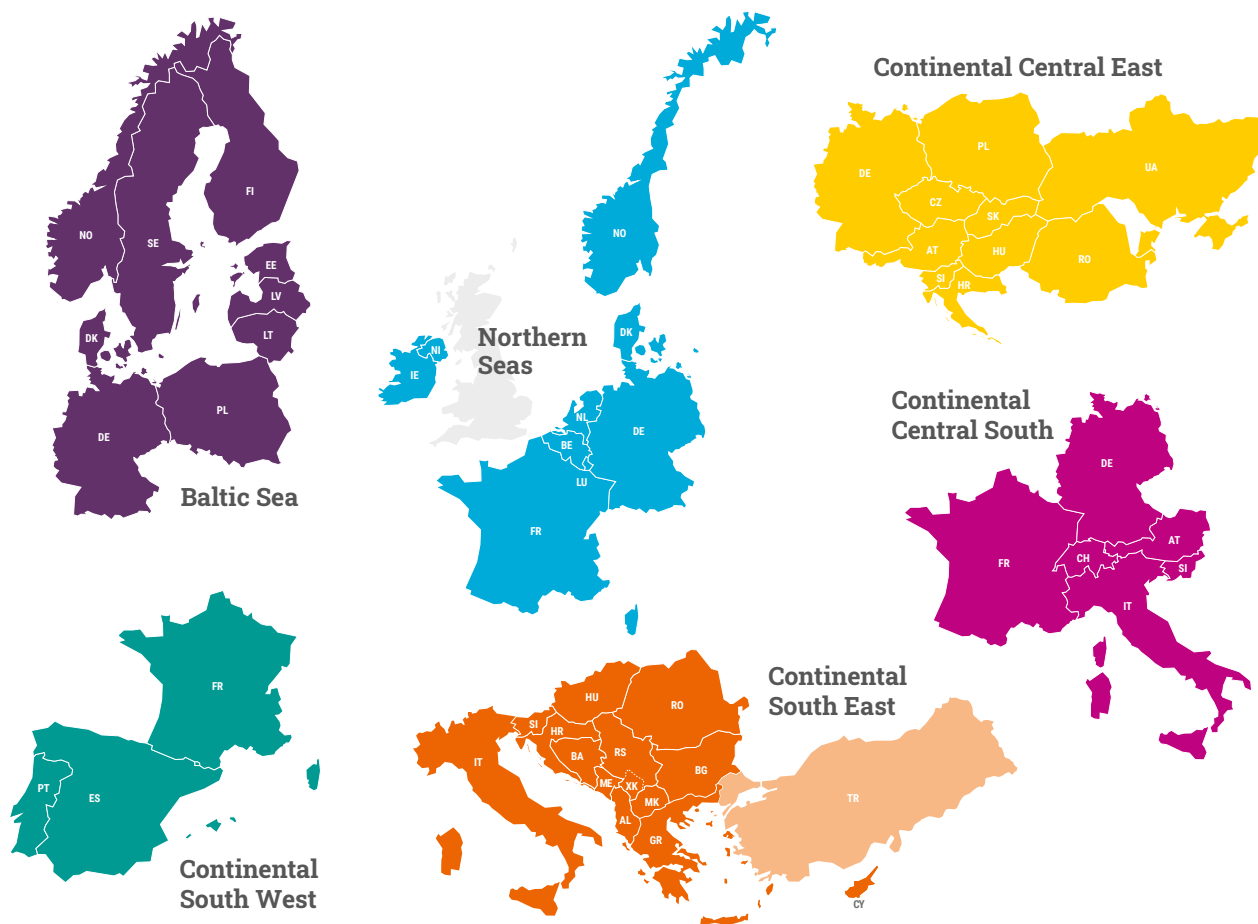 Baltic Sea
NO
SE
FI
EE
LV
LT
DK
DE
PL
Northern
Seas
NO
DK
NI
IE
NL
BE
DE
LU
FR
Continental Central East
DE
PL
UA
CZ
SK
AT
HU
RO
SI
HR
Continental
Central South
DE
FR
CH
AT
SI
IT
Continental
South West
FR
PT
ES
Continental
South East
HU
RO
SI
HR
IT
BA
RS
BG
ME
XK
MK
AL
GR
TR
CY